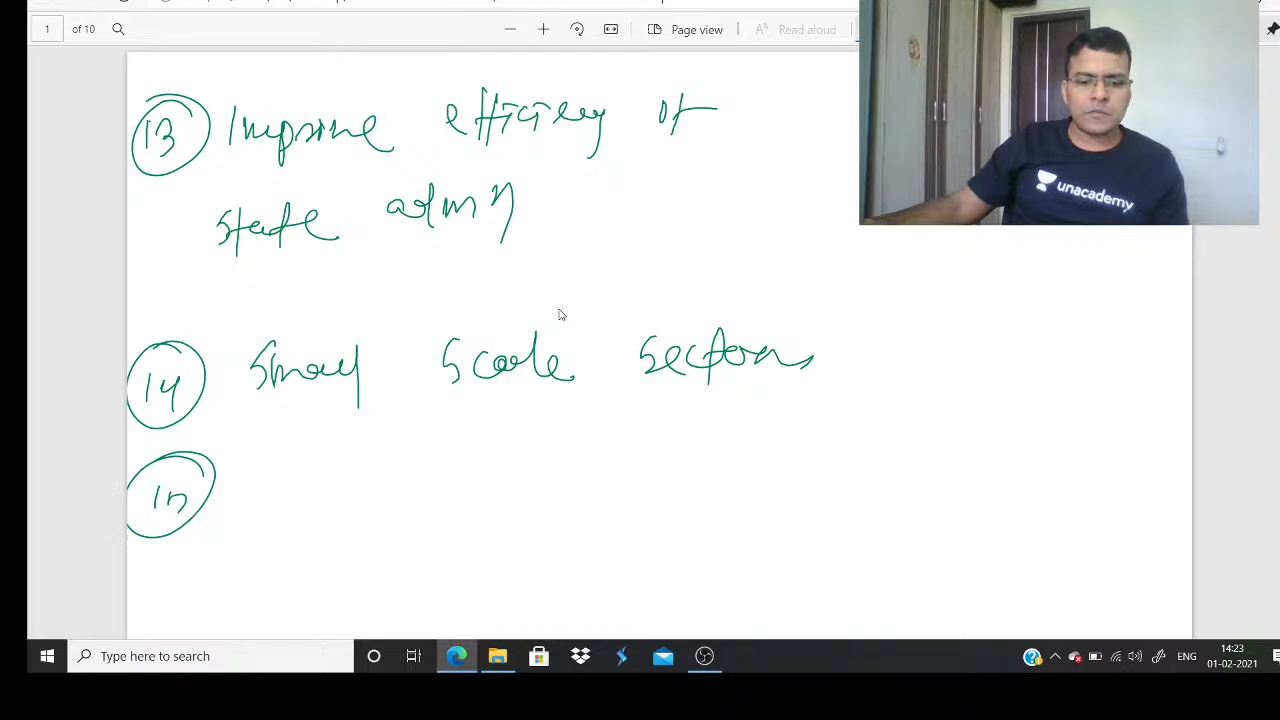 1 of 10 Page view Read aloud
13 Improve efficiency of
state admn
unacademy
14 Small Scale Sectors
15
Type here to search ENG 14:23
01-02-2021